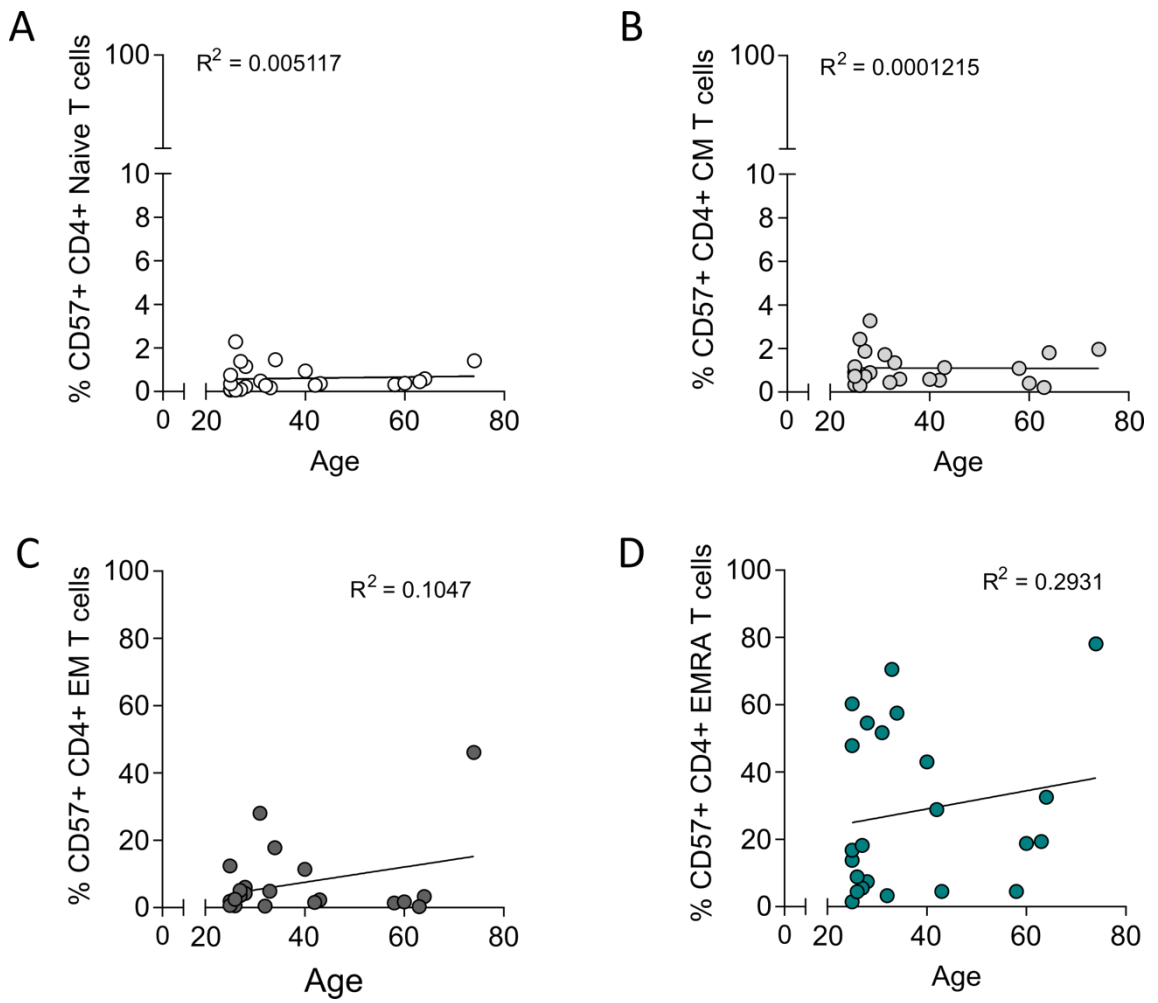 A
% CD57+ CD4+ Naive T cells
100
R² = 0.005117
10
8
6
4
2
0
0 20 40 60 80
Age
B
% CD57+ CD4+ CM T cells
100
R² = 0.0001215
10
8
6
4
2
0
0 20 40 60 80
Age
C
% CD57+ CD4+ EM T cells
100
R² = 0.1047
80
60
40
20
0
0 20 40 60 80
Age
D
% CD57+ CD4+ EMRA T cells
100
R² = 0.2931
80
60
40
20
0
0 20 40 60 80
Age